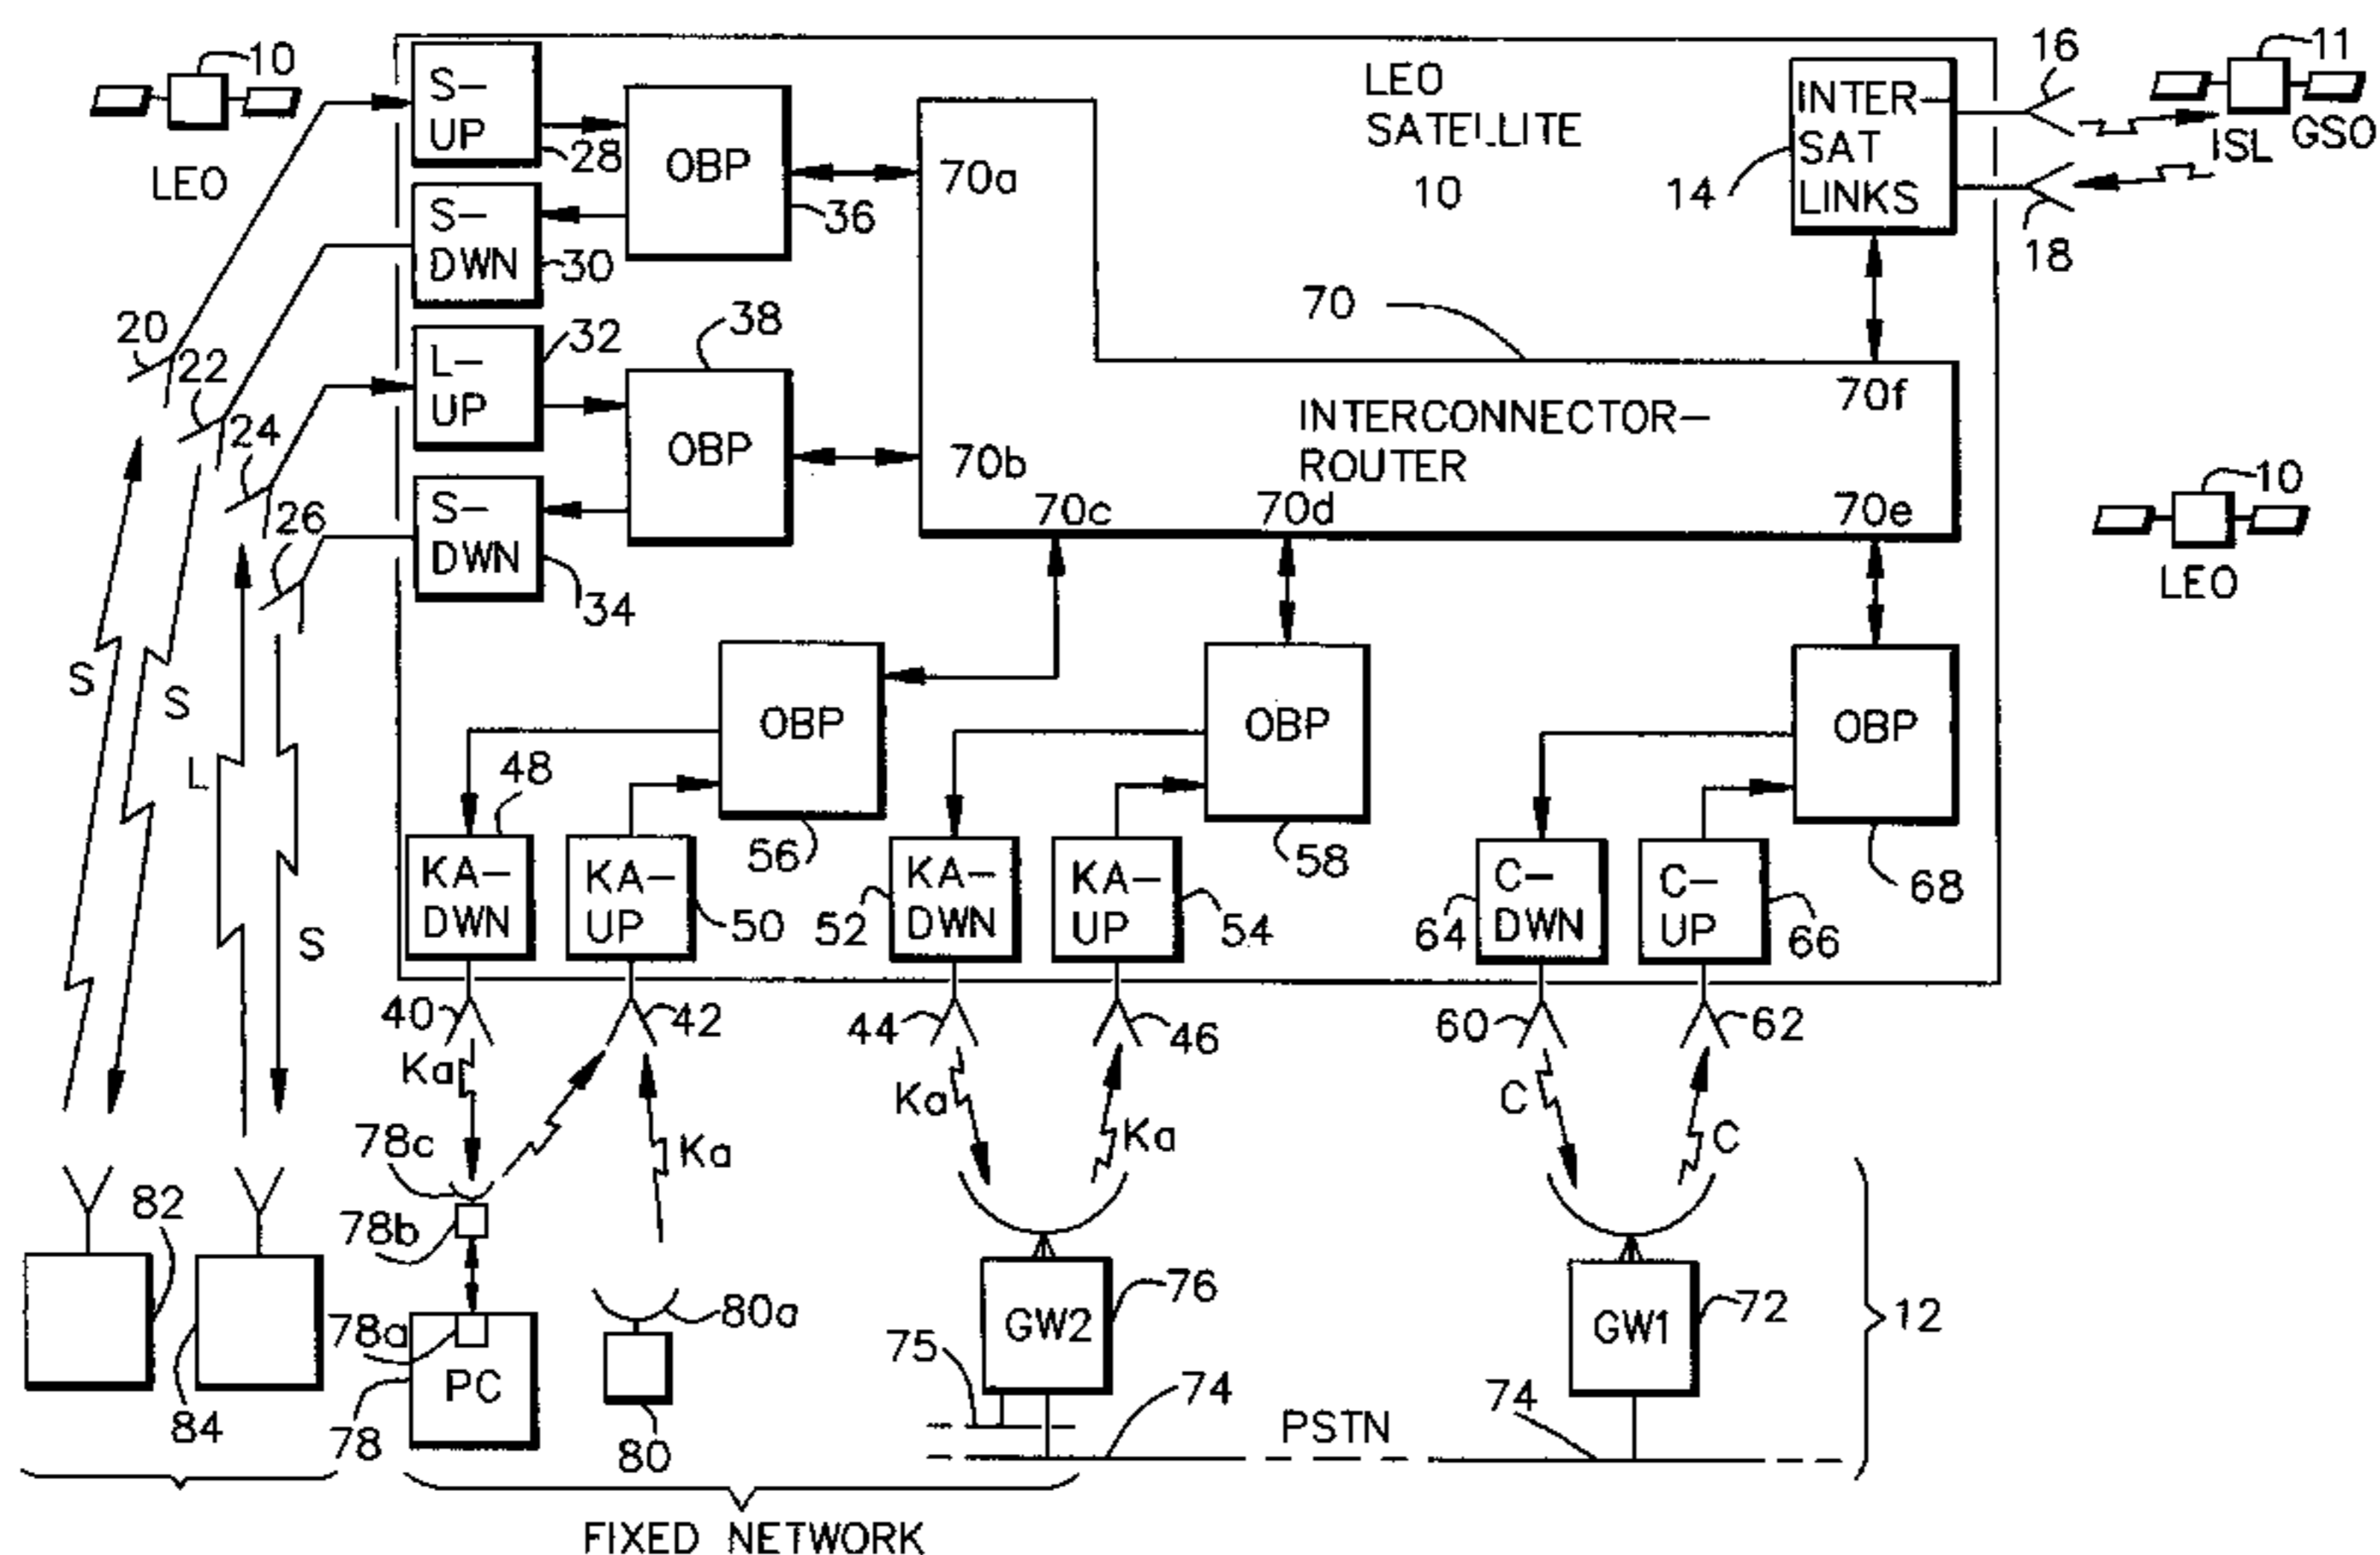 10
LEO
S-
UP
28
OBP
36
70a
LEO
SATELLITE
10
INTER-
SAT
LINKS
14
16
18
11
ISL
GSO
S-
DWN
30
20
22
24
26
L-
UP
32
38
OBP
70b
70
INTERCONNECTOR-
ROUTER
70f
70c
70d
70e
10
LEO
S-
DWN
34
S
S
L
S
OBP
56
OBP
58
OBP
68
48
KA-
DWN
KA-
UP
50
52
KA-
DWN
KA-
UP
54
64
C-
DWN
C-
UP
66
40
42
44
46
60
62
Ka
Ka
Ka
Ka
C
C
78c
78b
78a
PC
78
80a
80
82
84
GW2
76
75
74
PSTN
74
GW1
72
12
FIXED NETWORK